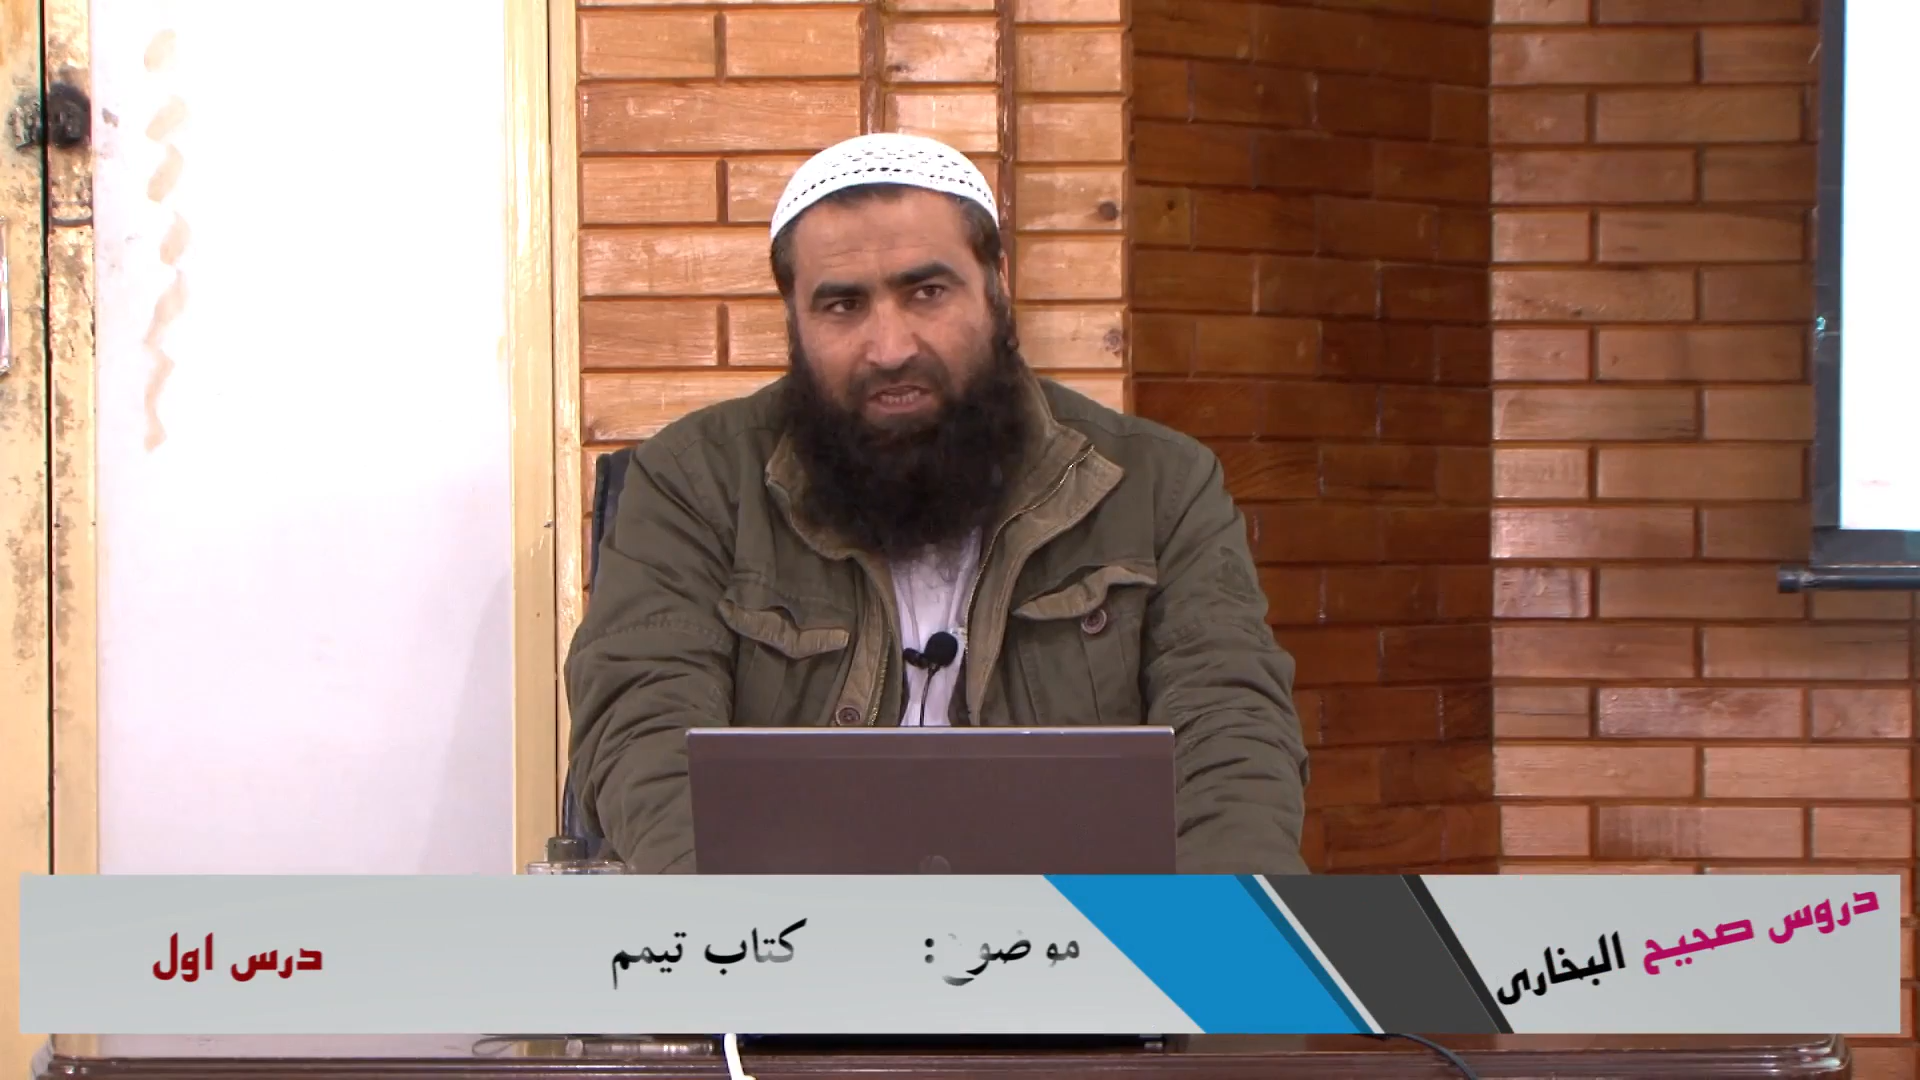 دروس صحیح البخاری
موضوع: کتاب تیمم
درس اول